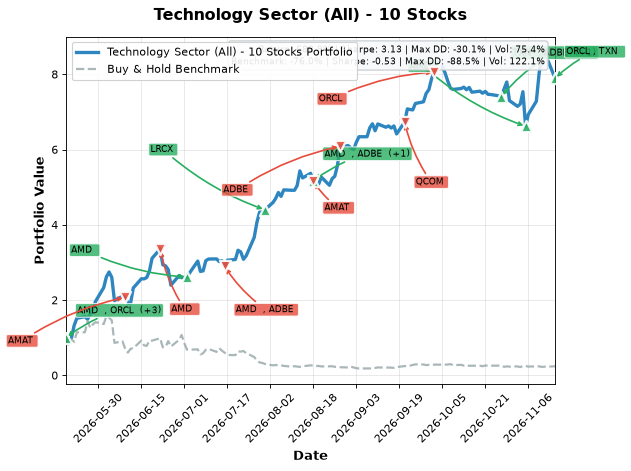 Technology Sector (All) - 10 Stocks
Technology Sector (All) - 10 Stocks Portfolio
Buy & Hold Benchmark
3.13 | Max DD: -30.1% | Vol: 75.4%
-76.0% | Sharpe: -0.53 | Max DD: -88.5% | Vol: 122.1%
ORCL , TXN
ORCL
LRCX
AMD , ADBE (+1)
ADBE
QCOM
AMAT
AMD
AMD , ORCL (+3)
AMD
AMD , ADBE
AMAT
Portfolio Value
8
6
4
2
0
2026-05-30
2026-06-15
2026-07-01
2026-07-17
2026-08-02
2026-08-18
2026-09-03
2026-09-19
2026-10-05
2026-10-21
2026-11-06
Date